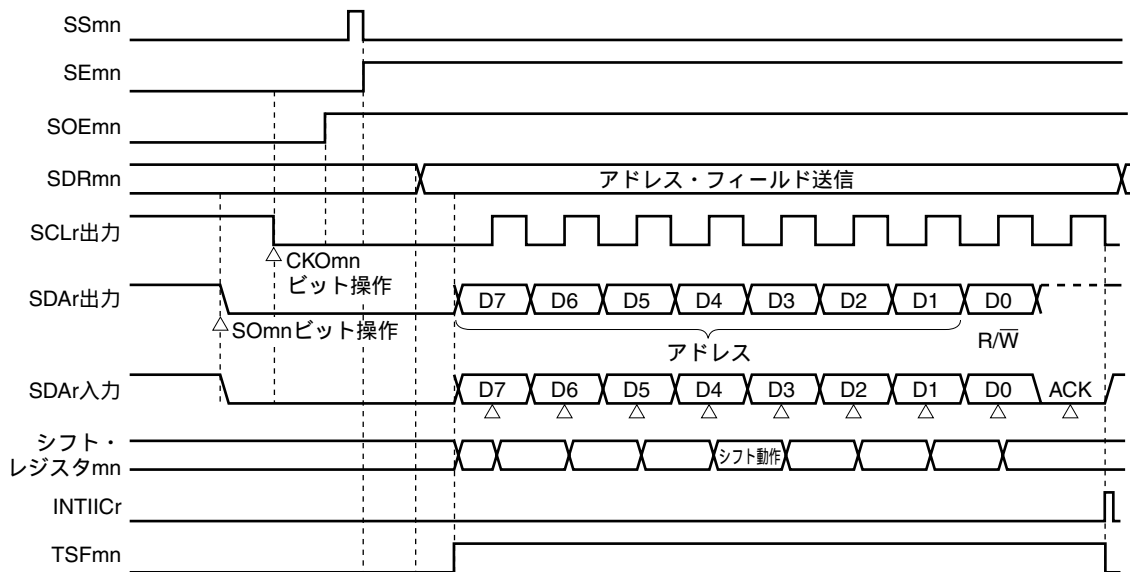 SSmn
SEmn
SOEmn
SDRmn
アドレス・フィールド送信
SCLr出力
CKOmn
ビット操作
SDAr出力
D7 D6 D5 D4 D3 D2 D1 D0
SOmnビット操作
アドレス
R/W̅
SDAr入力
D7 D6 D5 D4 D3 D2 D1 D0 ACK
シフト・
レジスタmn
シフト動作
INTIICr
TSFmn